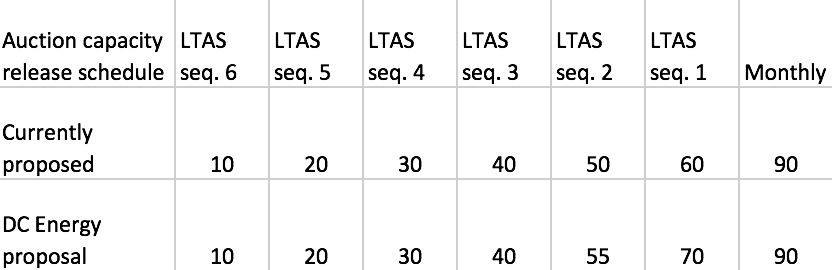 Auction capacity LTAS LTAS LTAS LTAS LTAS LTAS
release schedule seq. 6 seq. 5 seq. 4 seq. 3 seq. 2 seq. 1 Monthly
Currently
proposed 10 20 30 40 50 60 90
DC Energy
proposal 10 20 30 40 55 70 90